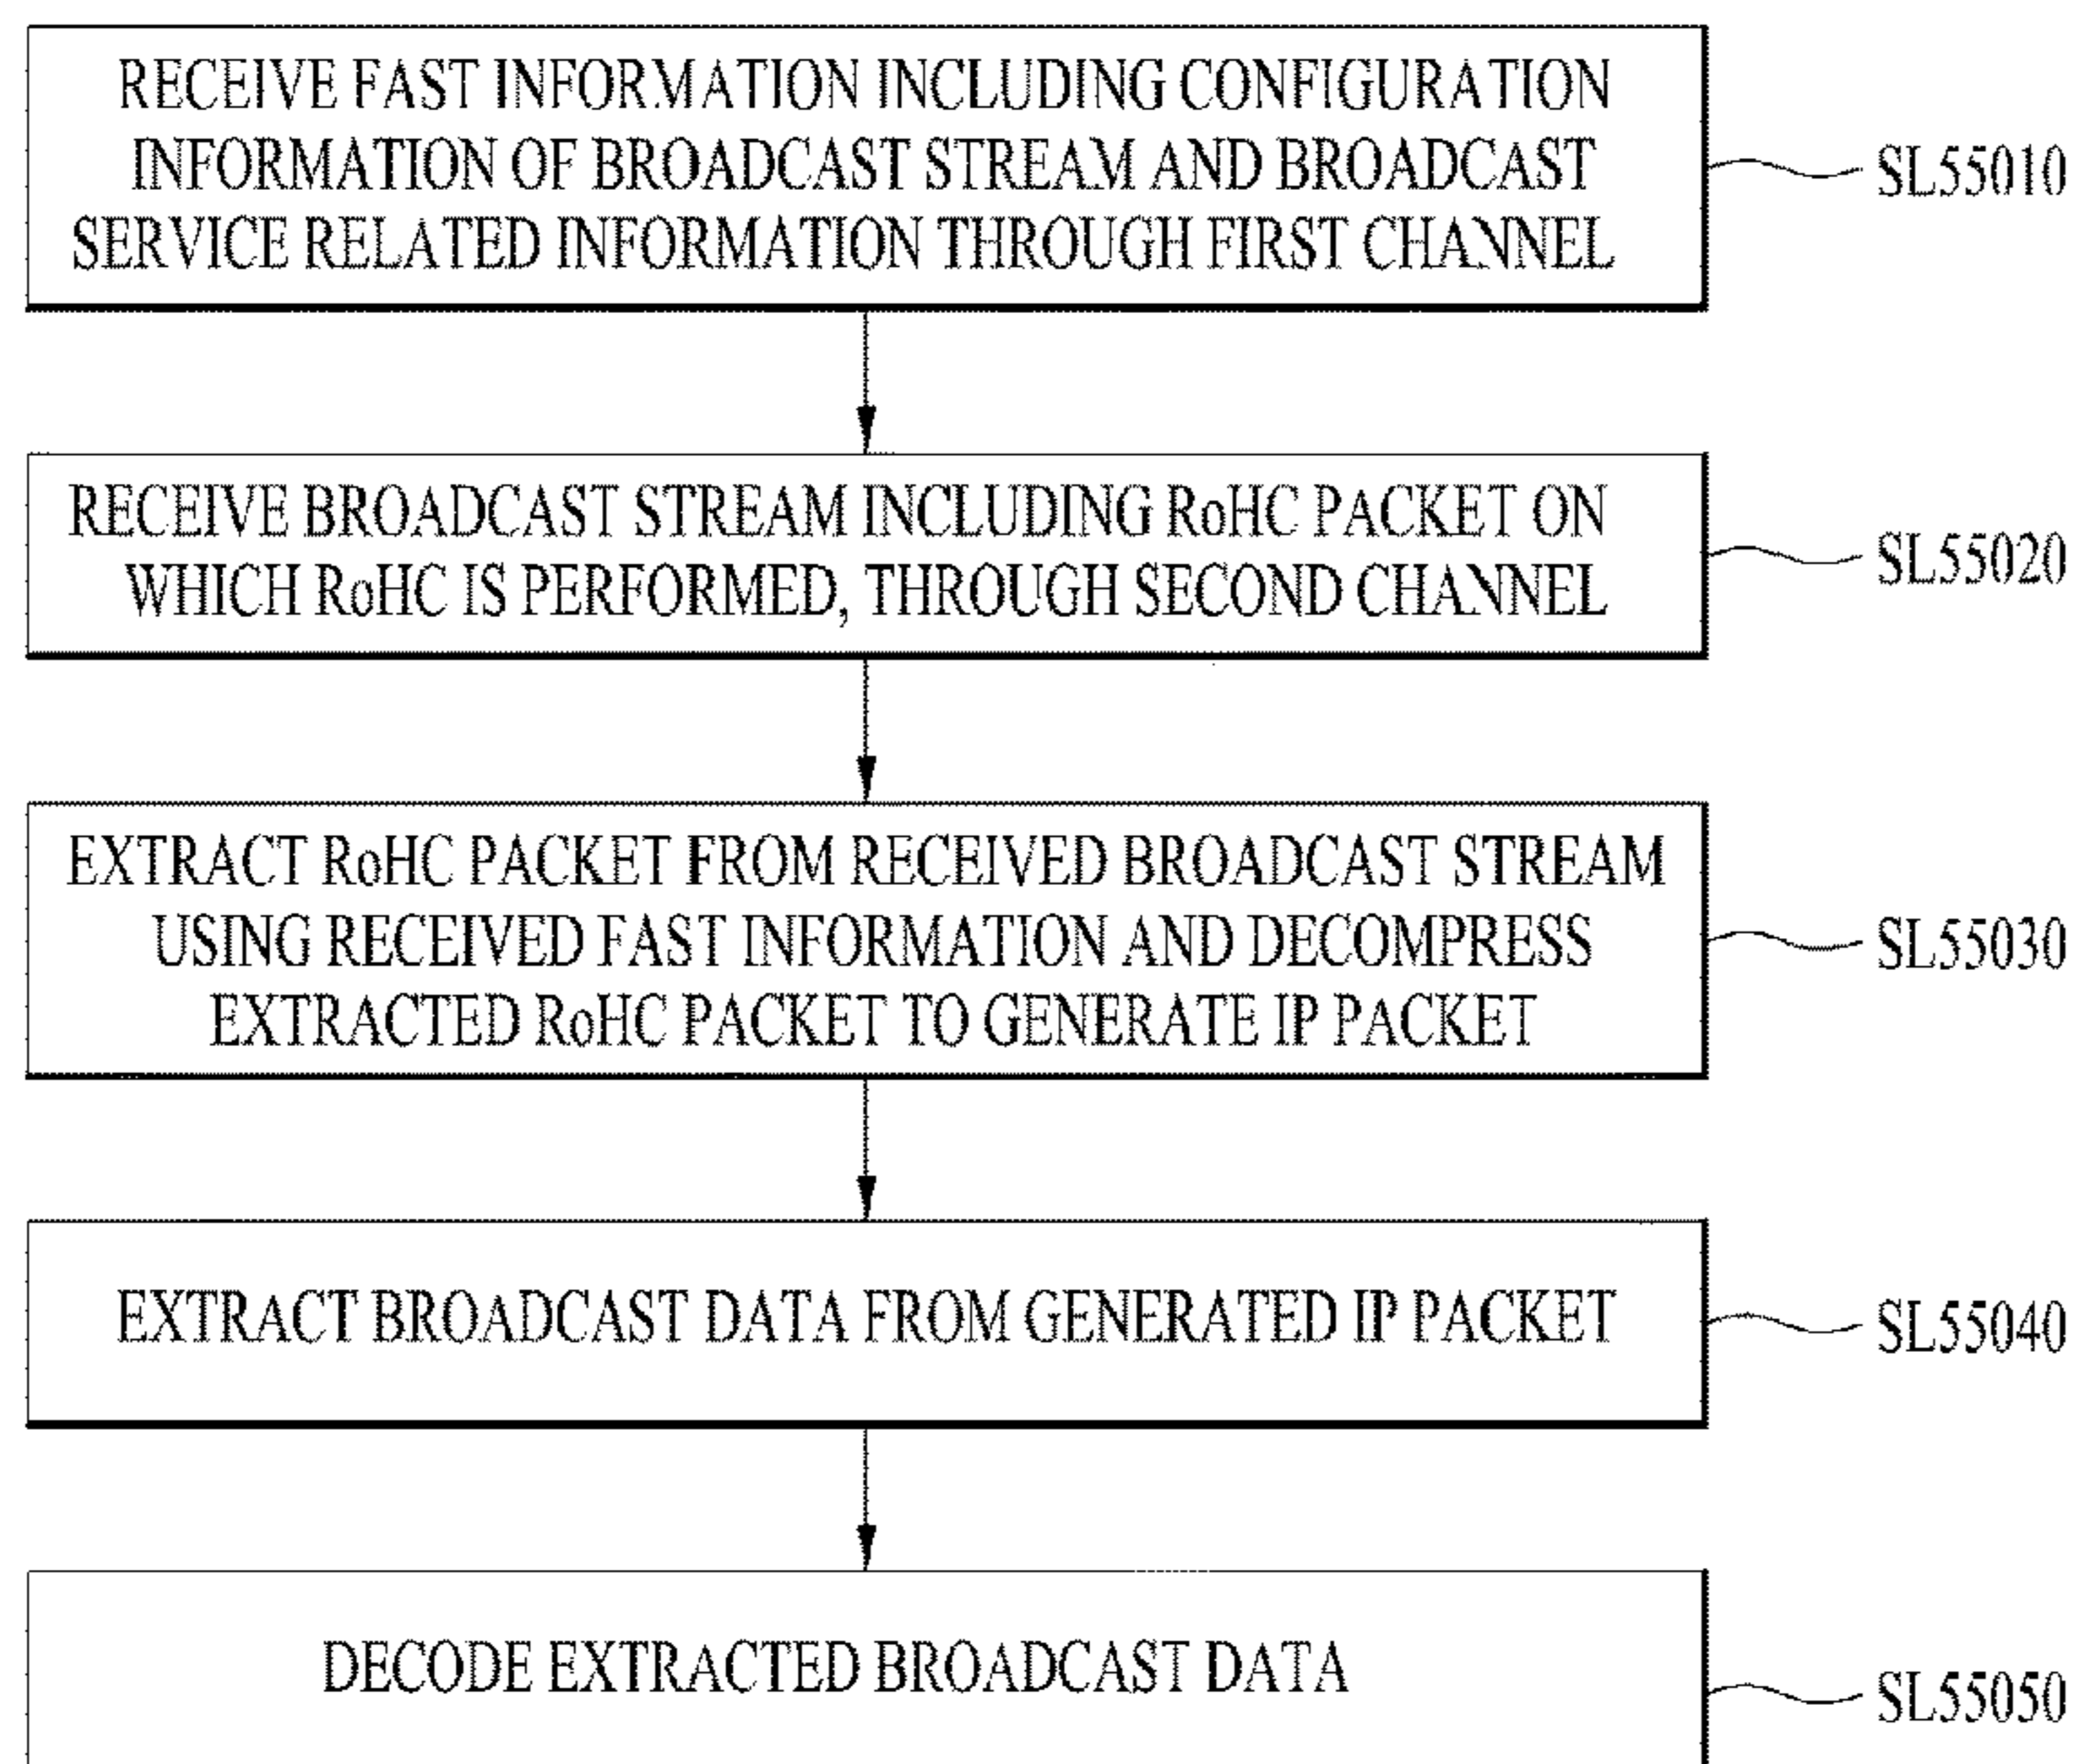 RECEIVE FAST INFORMATION INCLUDING CONFIGURATION
INFORMATION OF BROADCAST STREAM AND BROADCAST
SERVICE RELATED INFORMATION THROUGH FIRST CHANNEL
SL55010
RECEIVE BROADCAST STREAM INCLUDING RoHC PACKET ON
WHICH RoHC IS PERFORMED, THROUGH SECOND CHANNEL
SL55020
EXTRACT RoHC PACKET FROM RECEIVED BROADCAST STREAM
USING RECEIVED FAST INFORMATION AND DECOMPRESS
EXTRACTED RoHC PACKET TO GENERATE IP PACKET
SL55030
EXTRACT BROADCAST DATA FROM GENERATED IP PACKET
SL55040
DECODE EXTRACTED BROADCAST DATA
SL55050